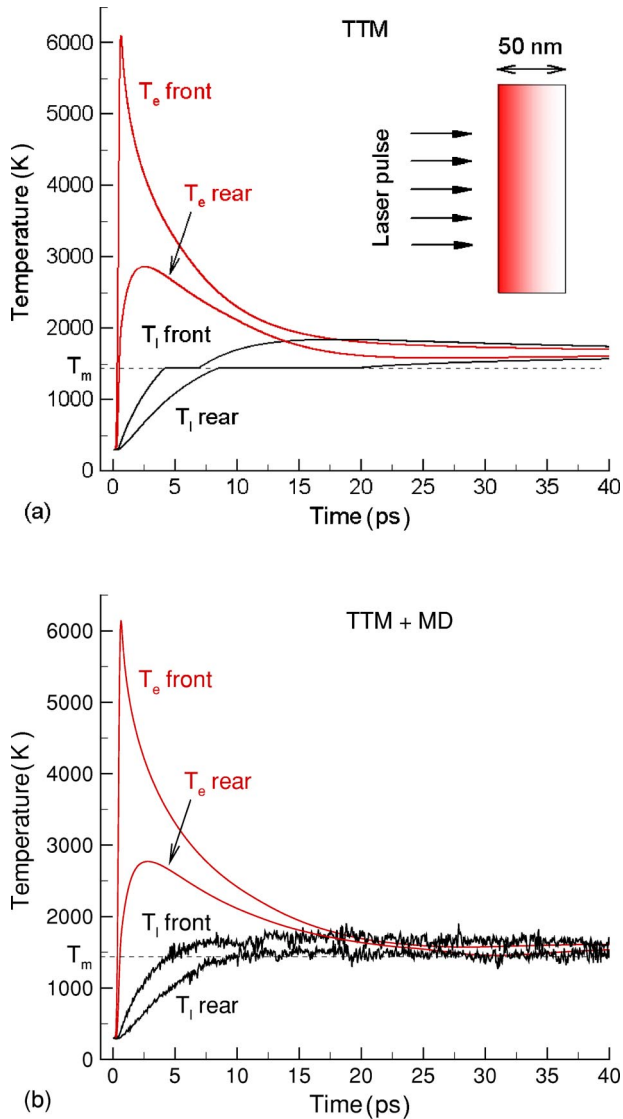 TTM
50 nm
Laser pulse
Temperature (K)
6000
5000
4000
3000
2000
T_m
1000
0
T_e front
T_e rear
T_l front
T_l rear
0 5 10 15 20 25 30 35 40
Time (ps)
(a)
TTM + MD
Temperature (K)
6000
5000
4000
3000
2000
T_m
1000
0
T_e front
T_e rear
T_l front
T_l rear
0 5 10 15 20 25 30 35 40
Time (ps)
(b)